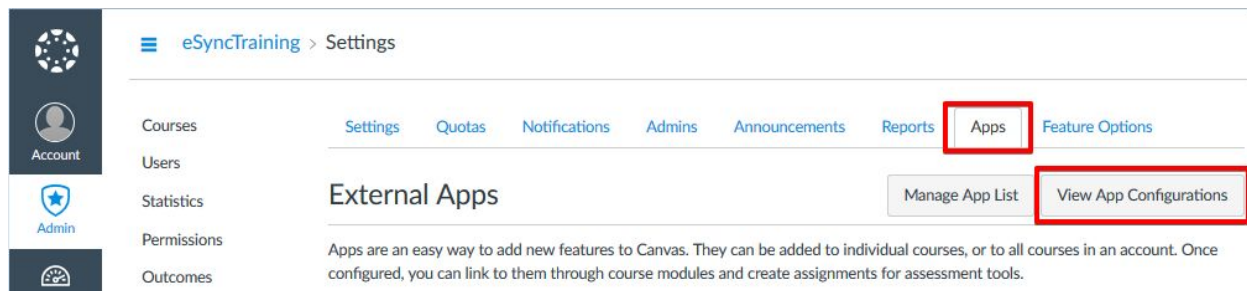 eSyncTraining > Settings
Account
Admin
Courses
Users
Statistics
Permissions
Outcomes
Settings Quotas Notifications Admins Announcements Reports Apps Feature Options
External Apps
Manage App List View App Configurations
Apps are an easy way to add new features to Canvas. They can be added to individual courses, or to all courses in an account. Once
configured, you can link to them through course modules and create assignments for assessment tools.